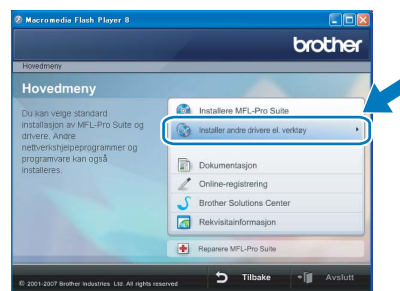 Macromedia Flash Player 8
brother
Hovedmeny
Hovedmeny
Du kan velge standard
installasjon av MFL-Pro Suite og
drivere. Andre
nettverkshjelpeprogrammer og
programvare kan også
installeres.
Installere MFL-Pro Suite
Installer andre drivere el. verktøy
Dokumentasjon
Online-registrering
Brother Solutions Center
Rekvisitainformasjon
Reparere MFL-Pro Suite
© 2001-2007 Brother Industries Ltd. All rights reserved
Tilbake
Avslutt